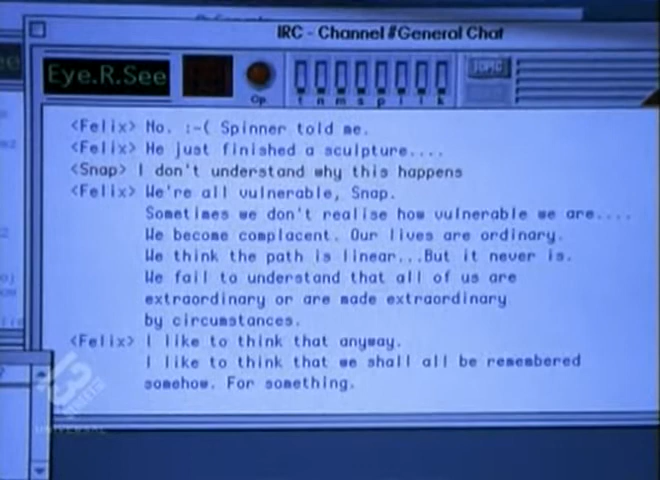 IRC - Channel #General Chat
Eye.R.See
TOPIC
Op.
t n m s p i l k
<Felix> No. :-( Spinner told me.
<Felix> He just finished a sculpture....
<Snap> I don't understand why this happens
<Felix> We're all vulnerable, Snap.
Sometimes we don't realise how vulnerable we are....
We become complacent. Our lives are ordinary.
We think the path is linear...But it never is.
We fail to understand that all of us are
extraordinary or are made extraordinary
by circumstances.
<Felix> I like to think that anyway.
I like to think that we shall all be remembered
somehow. For something.
13
UNIVERSAL